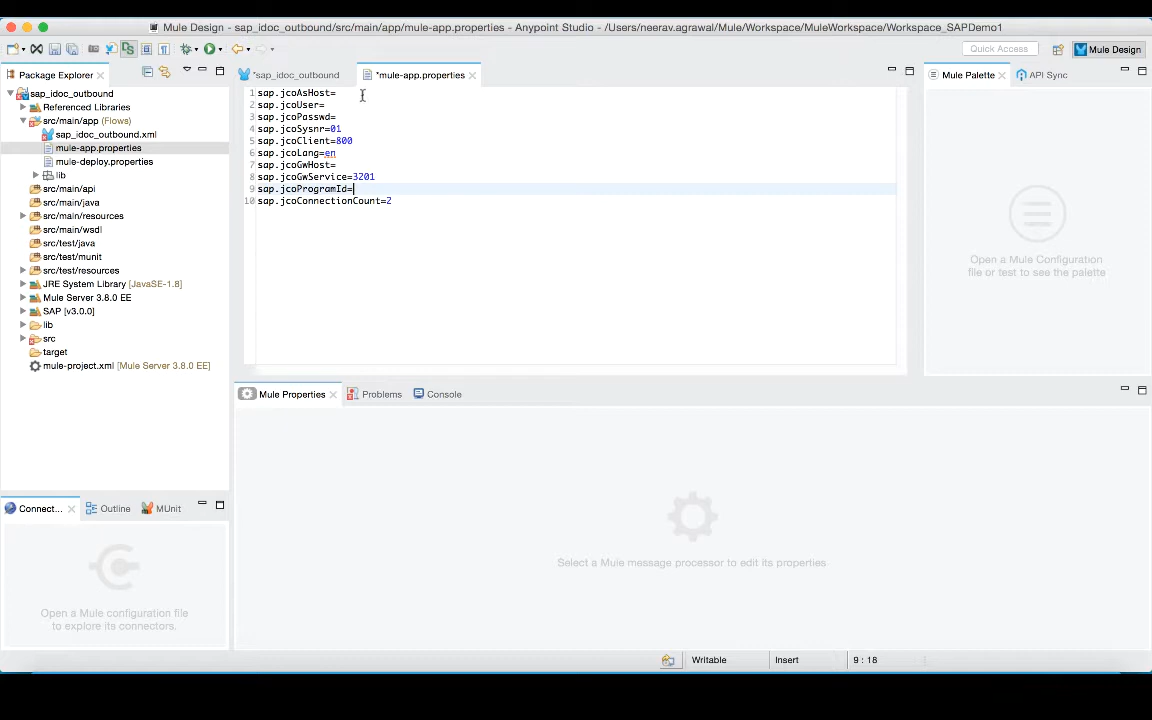 Mule Design - sap_idoc_outbound/src/main/app/mule-app.properties - Anypoint Studio - /Users/neerav.agrawal/Mule/Workspace/MuleWorkspace/Workspace_SAPDemo1
Quick Access
Mule Design
Package Explorer
*sap_idoc_outbound
*mule-app.properties
Mule Palette
API Sync
sap_idoc_outbound
Referenced Libraries
src/main/app (Flows)
sap_idoc_outbound.xml
mule-app.properties
mule-deploy.properties
lib
src/main/api
src/main/java
src/main/resources
src/main/wsdl
src/test/java
src/test/munit
src/test/resources
JRE System Library [JavaSE-1.8]
Mule Server 3.8.0 EE
SAP [v3.0.0]
lib
src
target
mule-project.xml [Mule Server 3.8.0 EE]
1 sap.jcoAsHost=
2 sap.jcoUser=
3 sap.jcoPasswd=
4 sap.jcoSysnr=01
5 sap.jcoClient=800
6 sap.jcoLang=en
7 sap.jcoGwHost=
8 sap.jcoGwService=3201
9 sap.jcoProgramId=
10 sap.jcoConnectionCount=2
Open a Mule Configuration
file or test to see the palette
Mule Properties
Problems
Console
Select a Mule message processor to edit its properties
Connect...
Outline
MUnit
Open a Mule configuration file
to explore its connectors.
Writable
Insert
9 : 18